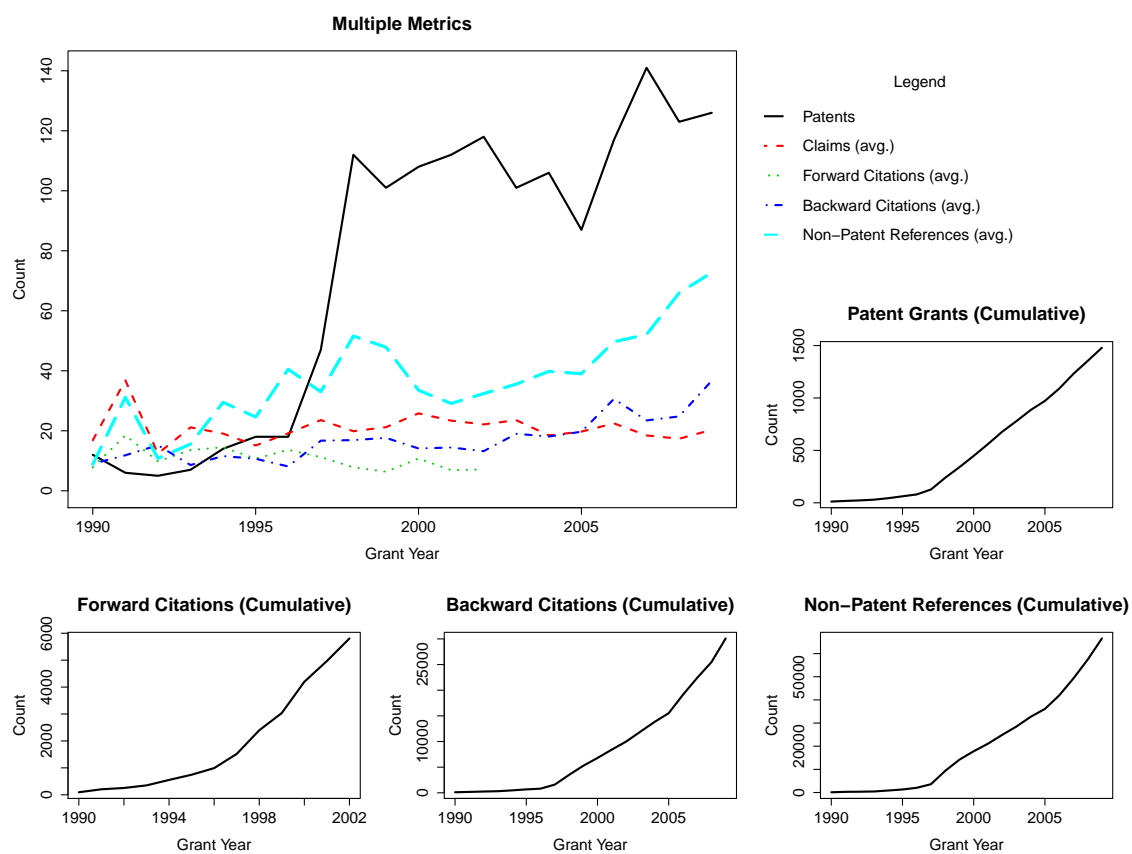 Multiple Metrics
Count
0 20 40 60 80 100 120 140
1990 1995 2000 2005
Grant Year
Legend
Patents
Claims (avg.)
Forward Citations (avg.)
Backward Citations (avg.)
Non−Patent References (avg.)
Patent Grants (Cumulative)
Count
0 500 1000 1500
1990 1995 2000 2005
Grant Year
Forward Citations (Cumulative)
Count
0 2000 4000 6000
1990 1994 1998 2002
Grant Year
Backward Citations (Cumulative)
Count
0 10000 25000
1990 1995 2000 2005
Grant Year
Non−Patent References (Cumulative)
Count
0 20000 50000
1990 1995 2000 2005
Grant Year